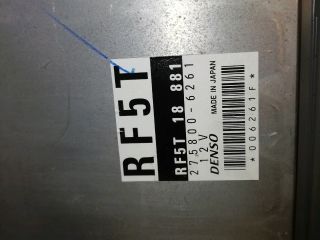 RF5T
RF5T 18 881
275800-6261
12V
DENSO MADE IN JAPAN
*006261F*